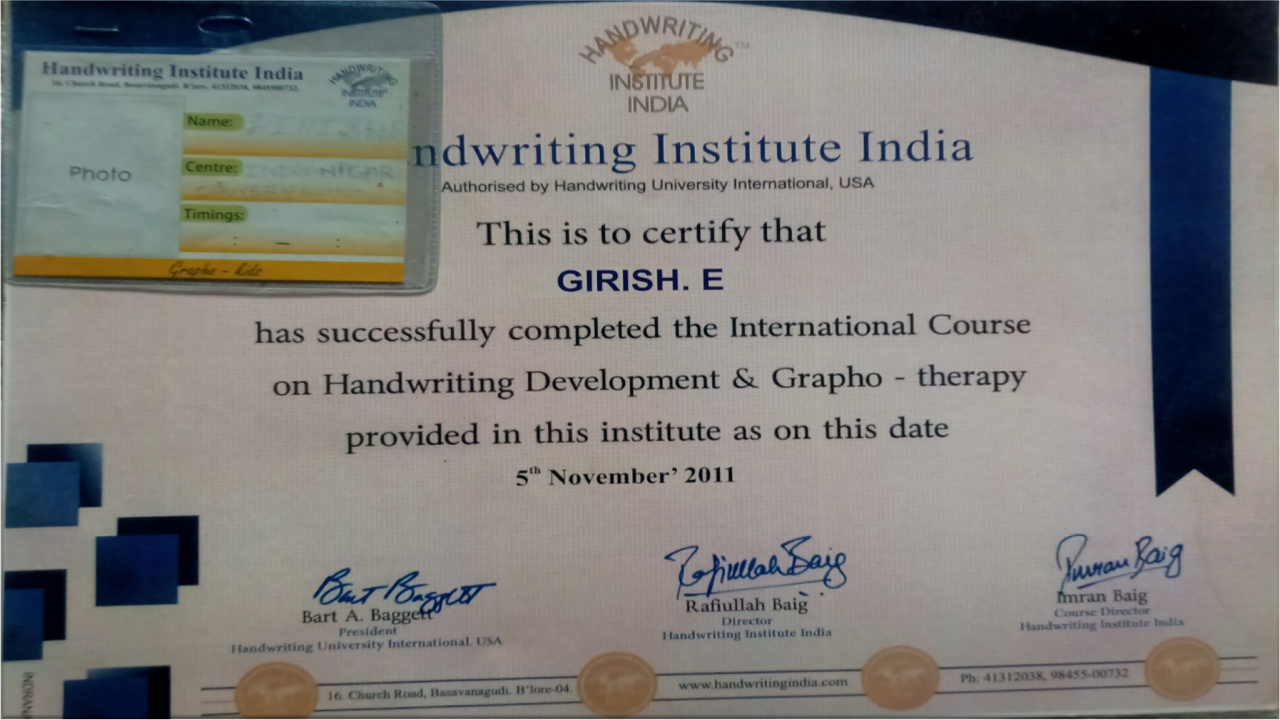 HANDWRITING
INSTITUTE
INDIA
TM
Handwriting Institute India
16, Church Road, Basavanagudi. B'lore. 41312038, 9845500732.
HANDWRITING
INSTITUTE
INDIA
Name:
Photo
Centre: INDRANAGAR
Timings:
: – :
Grapho - kids
ndwriting Institute India
Authorised by Handwriting University International, USA
This is to certify that
GIRISH. E
has successfully completed the International Course
on Handwriting Development & Grapho - therapy
provided in this institute as on this date
5th November' 2011
Bart Baggett
Bart A. Baggett
President
Handwriting University International. USA
Rafiullah Baig
Rafiullah Baig
Director
Handwriting Institute India
Imran Baig
Imran Baig
Course Director
Handwriting Institute India
16. Church Road, Basavanagudi. B'lore-04.
www.handwritingindia.com
Ph: 41312038, 98455-00732
INDRANA